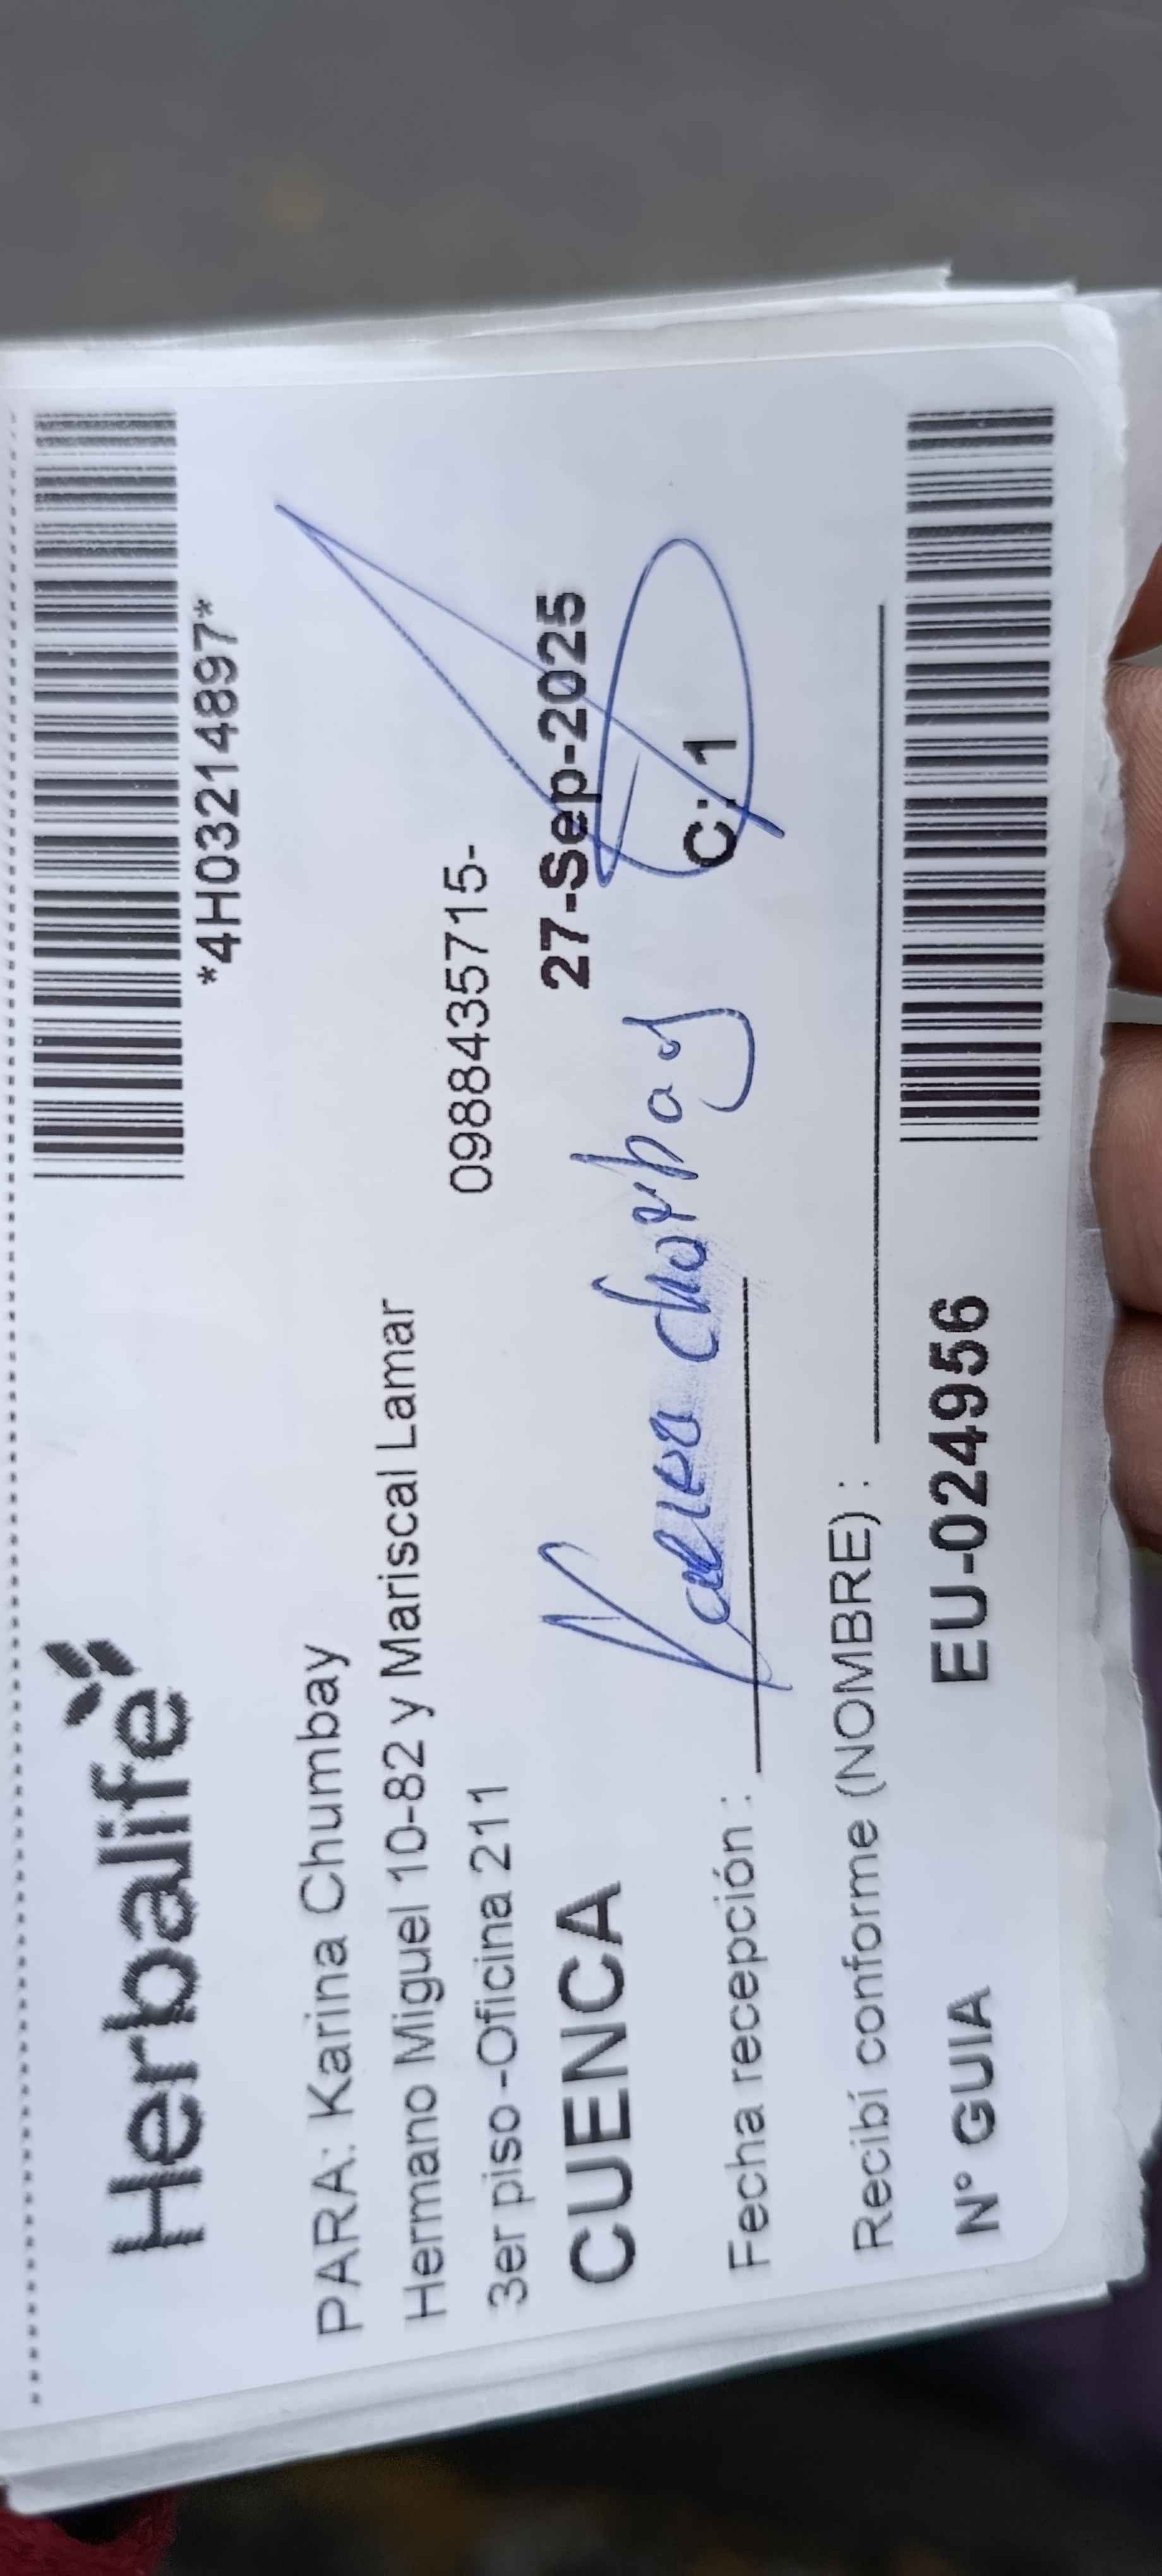 Herbalife
*4H03214897*
PARA: Karina Chumbay
Hermano Miguel 10-82 y Mariscal Lamar
0988435715-
3er piso -Oficina 211
CUENCA
27-Sep-2025
C: 1
Fecha recepción :
Recibí conforme (NOMBRE) :
N° GUIA
EU-024956